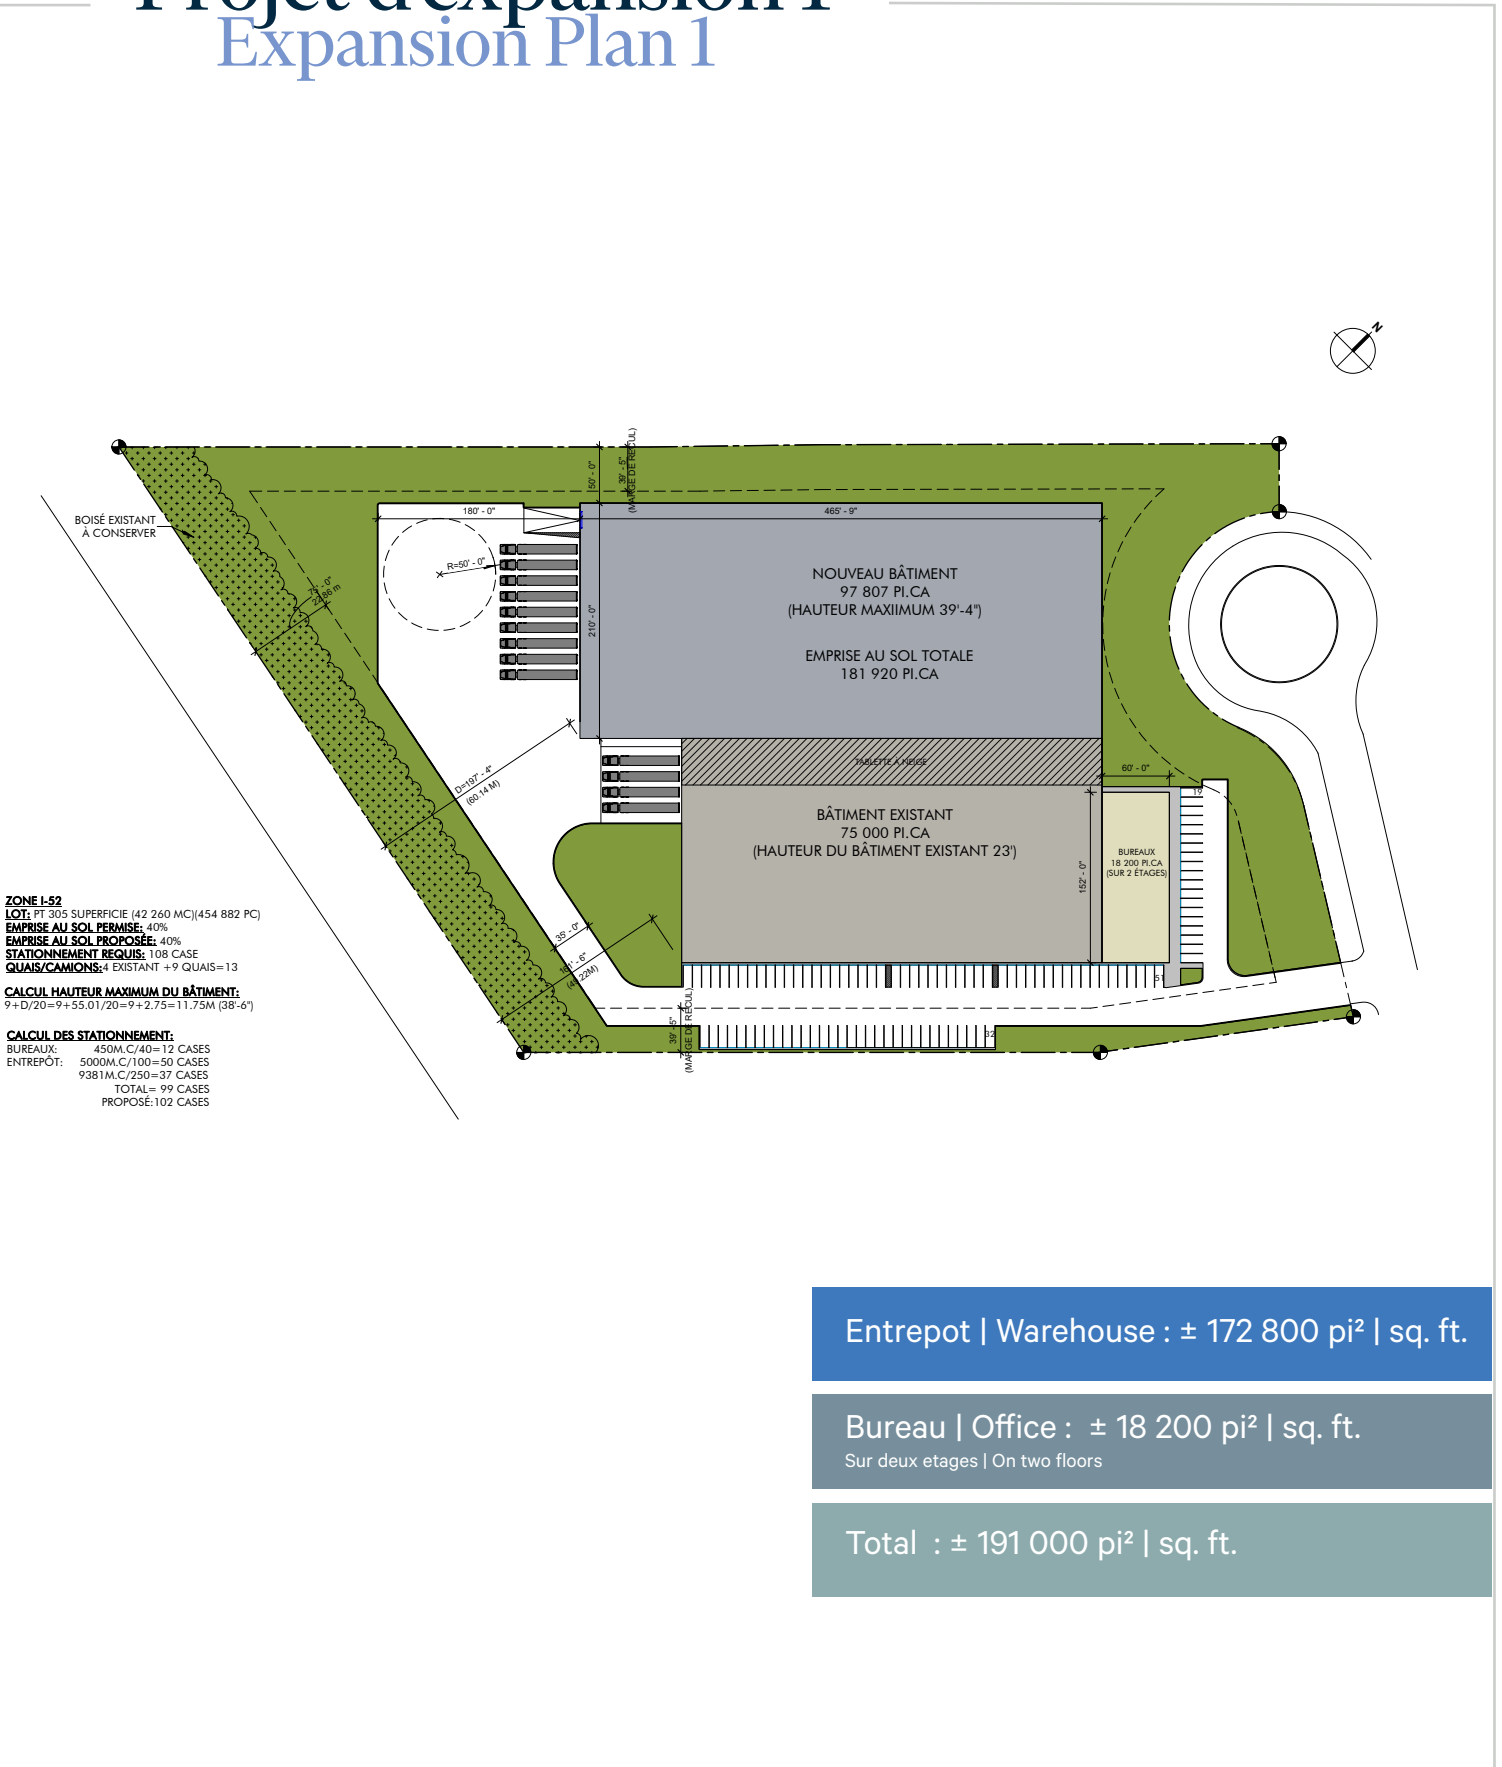 Projet d'expansion 1
Expansion Plan 1
N
BOISÉ EXISTANT
À CONSERVER
75' - 0"
22.86 m
180' - 0"
R=50' - 0"
50' - 0"
39' - 5"
(MARGE DE RECUL)
465' - 9"
210' - 0"
NOUVEAU BÂTIMENT
97 807 PI.CA
(HAUTEUR MAXIIMUM 39'-4")
EMPRISE AU SOL TOTALE
181 920 PI.CA
TABLETTE À NEIGE
D=197' - 4"
(60.14 M)
60' - 0"
19
BÂTIMENT EXISTANT
75 000 PI.CA
(HAUTEUR DU BÂTIMENT EXISTANT 23')
152' - 0"
BUREAUX
18 200 PI.CA
(SUR 2 ÉTAGES)
35' - 0"
161' - 6"
51
39' - 5"
(MARGE DE RECUL)
32
ZONE I-52
LOT: PT 305 SUPERFICIE (42 260 MC)(454 882 PC)
EMPRISE AU SOL PERMISE: 40%
EMPRISE AU SOL PROPOSÉE: 40%
STATIONNEMENT REQUIS: 108 CASE
QUAIS/CAMIONS:4 EXISTANT +9 QUAIS=13
CALCUL HAUTEUR MAXIMUM DU BÂTIMENT:
9+D/20=9+55.01/20=9+2.75=11.75M (38'-6")
CALCUL DES STATIONNEMENT:
BUREAUX: 450M.C/40=12 CASES
ENTREPÔT: 5000M.C/100=50 CASES
9381M.C/250=37 CASES
TOTAL= 99 CASES
PROPOSÉ:102 CASES
Entrepot | Warehouse : ± 172 800 pi² | sq. ft.
Bureau | Office : ± 18 200 pi² | sq. ft.
Sur deux etages | On two floors
Total : ± 191 000 pi² | sq. ft.